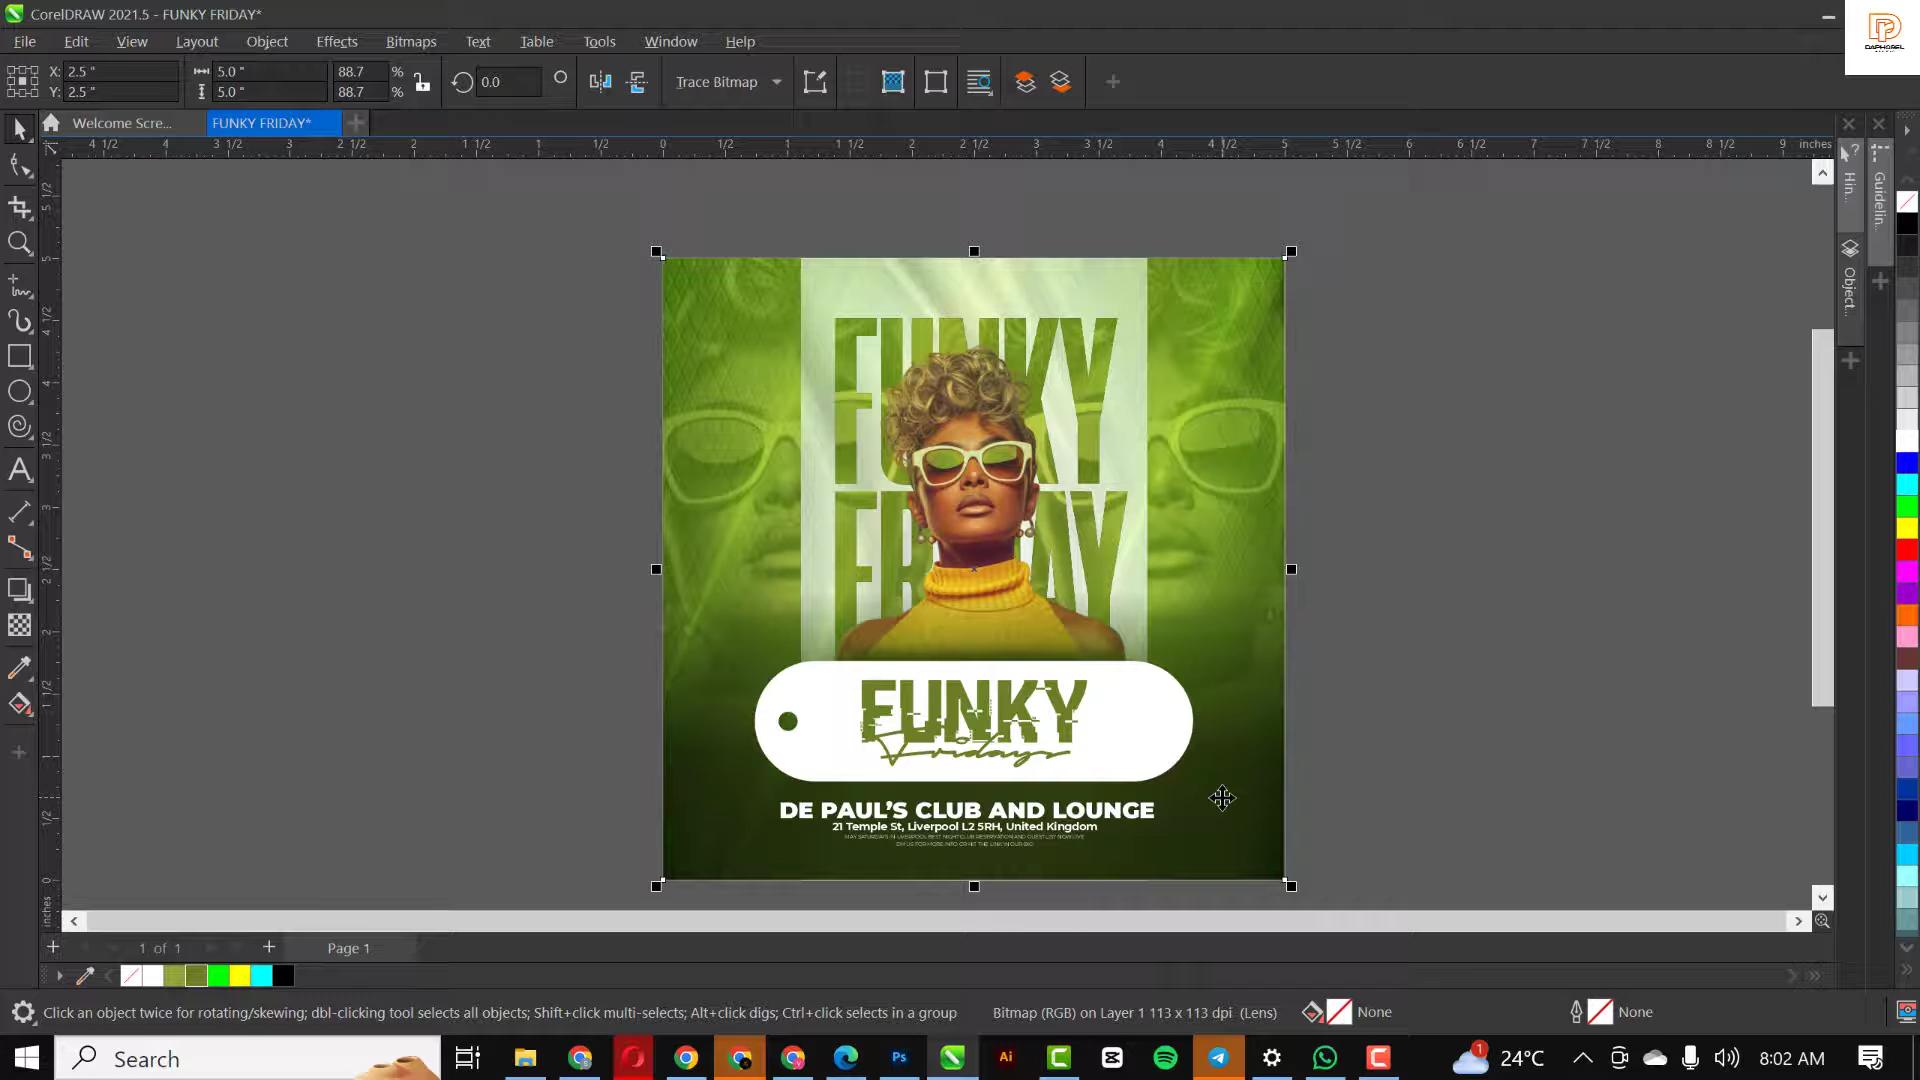 CorelDRAW 2021.5 - FUNKY FRIDAY*
File Edit View Layout Object Effects Bitmaps Text Table Tools Window Help
X: 2.5 " 5.0 " 88.7 % 0.0 Trace Bitmap
Y: 2.5 " 5.0 " 88.7 %
Welcome Scre... FUNKY FRIDAY*
4 1/2 4 3 1/2 3 2 1/2 2 1 1/2 1 1/2 0 1 1 1/2 2 2 1/2 3 3 1/2 4 4 1/2 5 5 1/2 6 6 1/2 7 7 1/2 8 8 1/2 9 inches
Hin...
Guidelin...
Object...
FUNKY
FRIDAY
FUNKY
Fridays
DE PAUL'S CLUB AND LOUNGE
21 Temple St, Liverpool L2 5RH, United Kingdom
inches
1 of 1 Page 1
Click an object twice for rotating/skewing; dbl-clicking tool selects all objects; Shift+click multi-selects; Alt+click digs; Ctrl+click selects in a group Bitmap (RGB) on Layer 1 113 x 113 dpi (Lens) None None
Search Ps Ai 1 24°C 8:02 AM